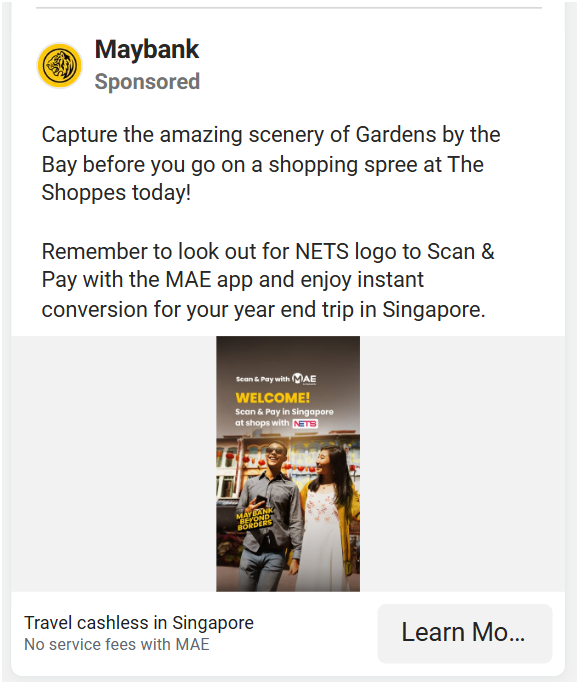 Maybank
Sponsored
Capture the amazing scenery of Gardens by the
Bay before you go on a shopping spree at The
Shoppes today!
Remember to look out for NETS logo to Scan &
Pay with the MAE app and enjoy instant
conversion for your year end trip in Singapore.
Scan & Pay with MAE
WELCOME!
Scan & Pay in Singapore
at shops with NETS
MAYBANK
BEYOND
BORDERS
Travel cashless in Singapore
No service fees with MAE
Learn Mo...